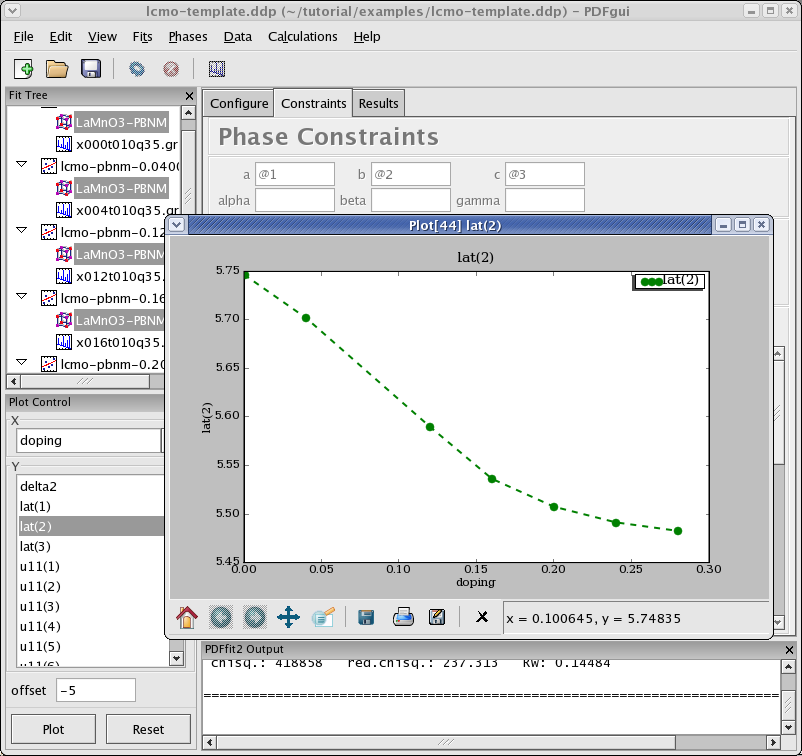 lcmo-template.ddp (~/tutorial/examples/lcmo-template.ddp) - PDFgui
File Edit View Fits Phases Data Calculations Help
Fit Tree
LaMnO3-PBNM
x000t010q35.gr
lcmo-pbnm-0.040
LaMnO3-PBNM
x004t010q35.gr
lcmo-pbnm-0.12
LaMnO3-PBNM
x012t010q35.
lcmo-pbnm-0.16
LaMnO3-PBNM
x016t010q35.
lcmo-pbnm-0.20
Configure Constraints Results
Phase Constraints
a @1 b @2 c @3
alpha beta gamma
Plot[44] lat(2)
lat(2)
lat(2)
5.75
5.70
5.65
5.60
5.55
5.50
5.45
lat(2)
0.00 0.05 0.10 0.15 0.20 0.25 0.30
doping
x = 0.100645, y = 5.74835
Plot Control
X
doping
Y
delta2
lat(1)
lat(2)
lat(3)
u11(1)
u11(2)
u11(3)
u11(4)
u11(5)
u11(6)
offset -5
Plot Reset
PDFfit2 Output
chisq.: 418858 red.chisq.: 237.313 Rw: 0.14484